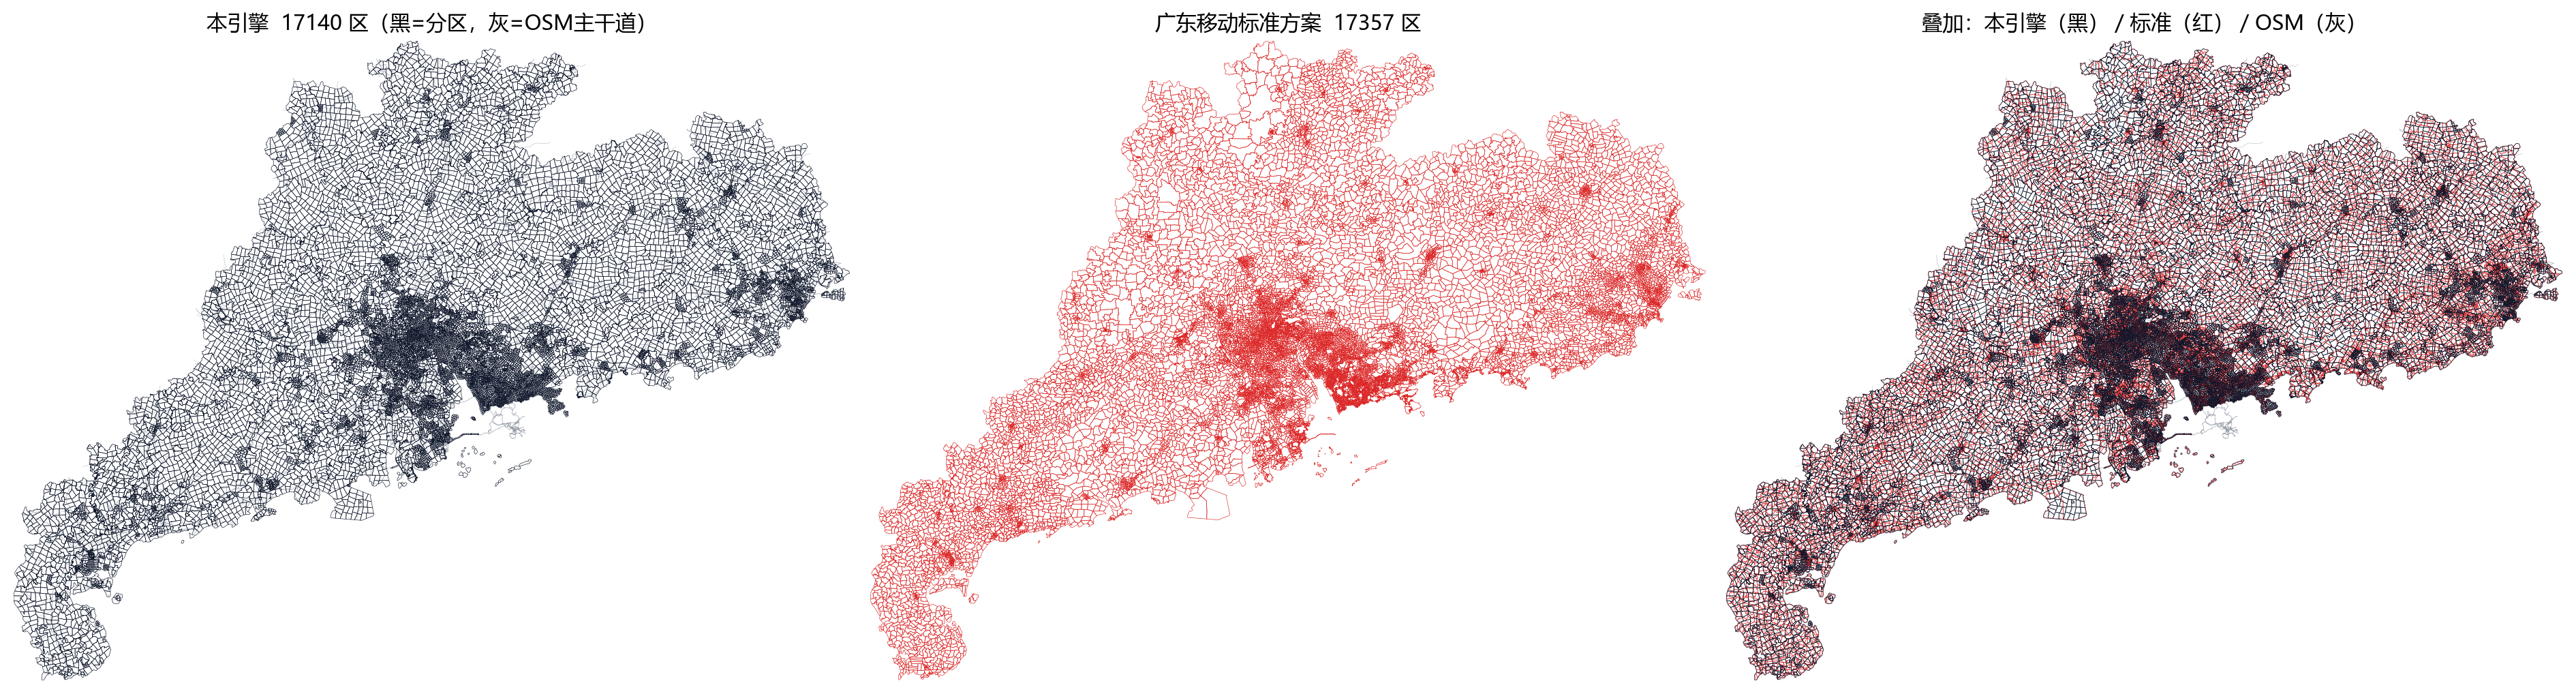 本引擎 17140 区（黑=分区，灰=OSM主干道）
广东移动标准方案 17357 区
叠加：本引擎（黑） / 标准（红） / OSM（灰）